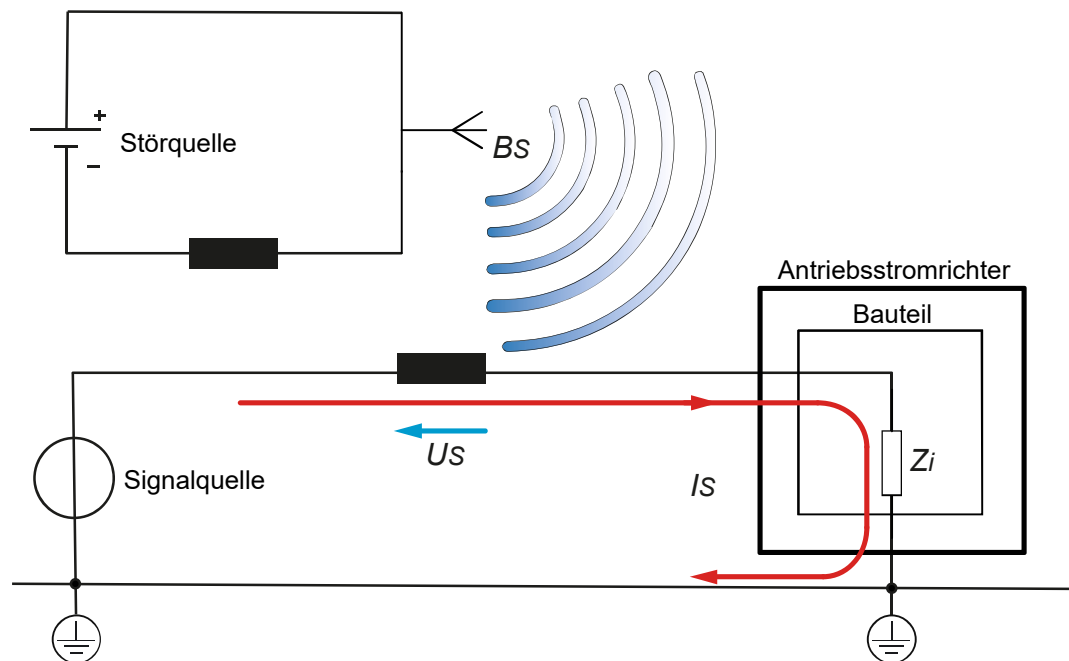 +
Störquelle
−
BS
Antriebsstromrichter
Bauteil
US
Signalquelle
IS
Zi